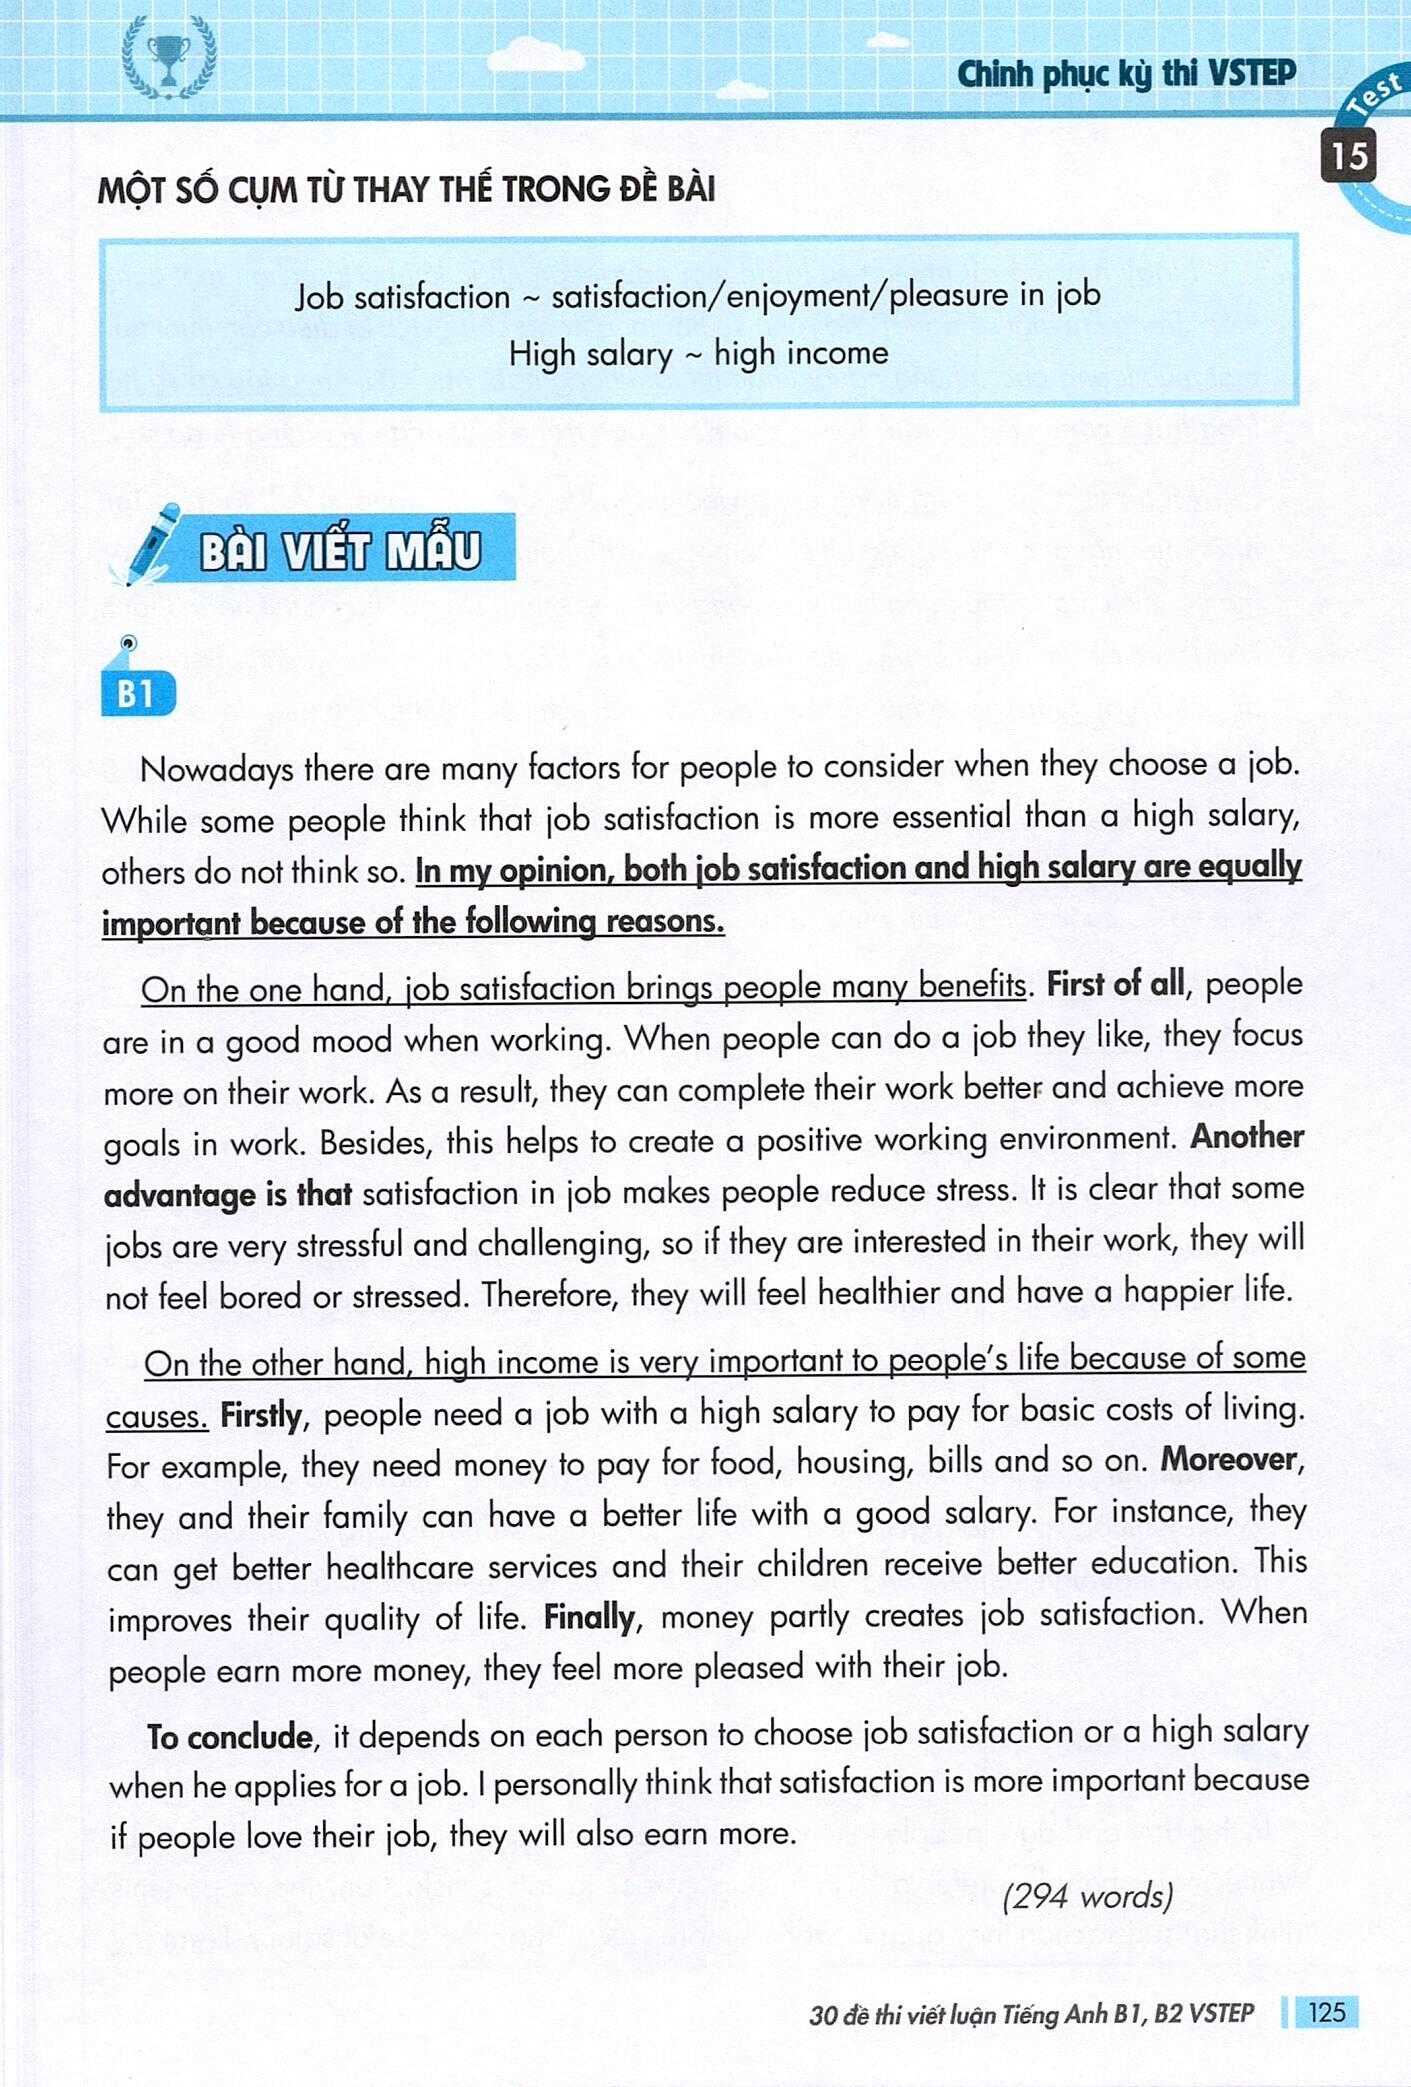 Chinh phục kỳ thi VSTEP
Test
15
MỘT SỐ CỤM TỪ THAY THẾ TRONG ĐỀ BÀI
Job satisfaction ~ satisfaction/enjoyment/pleasure in job
High salary ~ high income
BÀI VIẾT MẪU
B1
Nowadays there are many factors for people to consider when they choose a job.
While some people think that job satisfaction is more essential than a high salary,
others do not think so. In my opinion, both job satisfaction and high salary are equally
important because of the following reasons.
On the one hand, job satisfaction brings people many benefits. First of all, people
are in a good mood when working. When people can do a job they like, they focus
more on their work. As a result, they can complete their work better and achieve more
goals in work. Besides, this helps to create a positive working environment. Another
advantage is that satisfaction in job makes people reduce stress. It is clear that some
jobs are very stressful and challenging, so if they are interested in their work, they will
not feel bored or stressed. Therefore, they will feel healthier and have a happier life.
On the other hand, high income is very important to people's life because of some
causes. Firstly, people need a job with a high salary to pay for basic costs of living.
For example, they need money to pay for food, housing, bills and so on. Moreover,
they and their family can have a better life with a good salary. For instance, they
can get better healthcare services and their children receive better education. This
improves their quality of life. Finally, money partly creates job satisfaction. When
people earn more money, they feel more pleased with their job.
To conclude, it depends on each person to choose job satisfaction or a high salary
when he applies for a job. I personally think that satisfaction is more important because
if people love their job, they will also earn more.
(294 words)
30 đề thi viết luận Tiếng Anh B1, B2 VSTEP
125